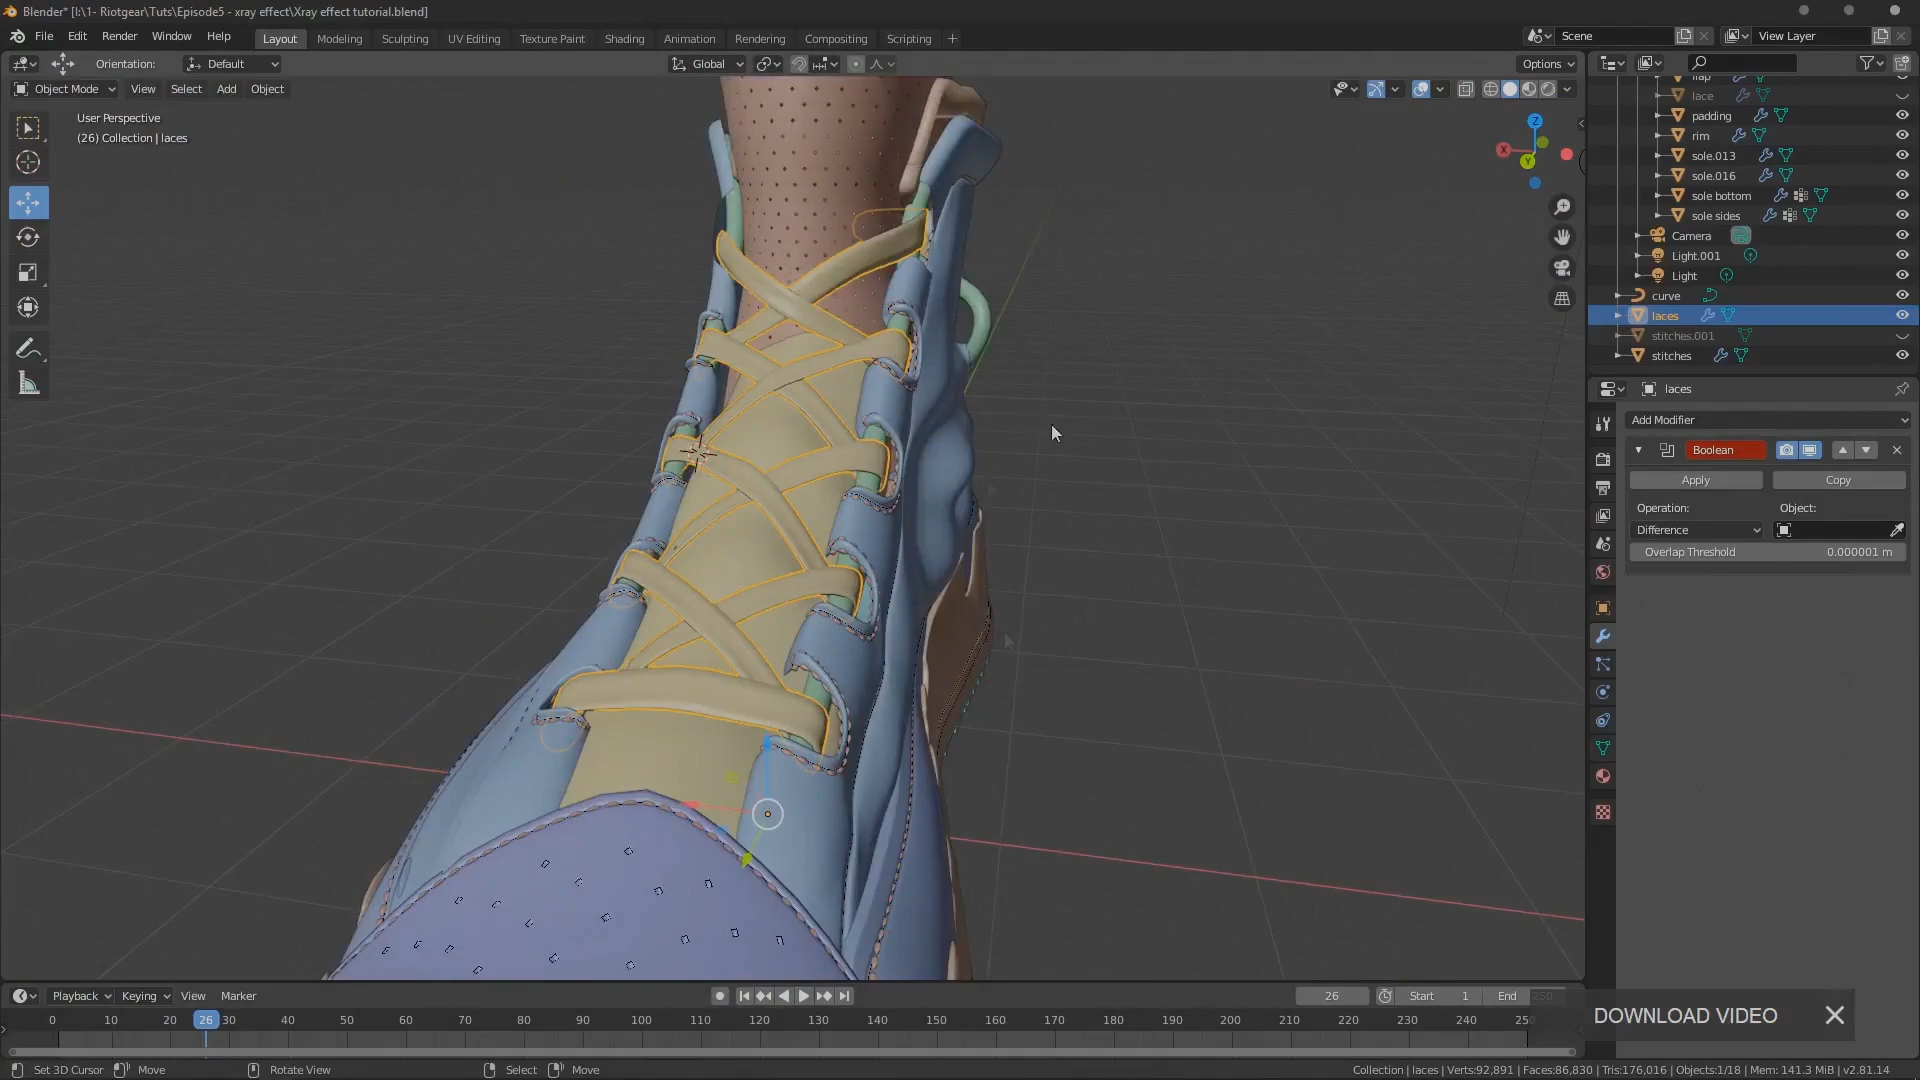 Blender* [I:\1- Riotgear\Tuts\Episode5 - xray effect\Xray effect tutorial.blend]
File Edit Render Window Help Layout Modeling Sculpting UV Editing Texture Paint Shading Animation Rendering Compositing Scripting + Scene View Layer
Orientation: Default Global Options
Object Mode View Select Add Object
User Perspective
(26) Collection | laces
Z
X
Y
flap
lace
padding
rim
sole.013
sole.016
sole bottom
sole sides
Camera
Light.001
Light
curve
laces
stitches.001
stitches
laces
Add Modifier
Boolean
Apply Copy
Operation: Object:
Difference
Overlap Threshold 0.000001 m
Playback Keying View Marker 26 Start 1 End 250
0 10 20 26 30 40 50 60 70 80 90 100 110 120 130 140 150 160 170 180 190 200 210 220 230 240 250
DOWNLOAD VIDEO
Set 3D Cursor Move Rotate View Select Move Collection | laces | Verts:92,891 | Faces:86,830 | Tris:176,016 | Objects:1/18 | Mem: 141.3 MiB | v2.81.14